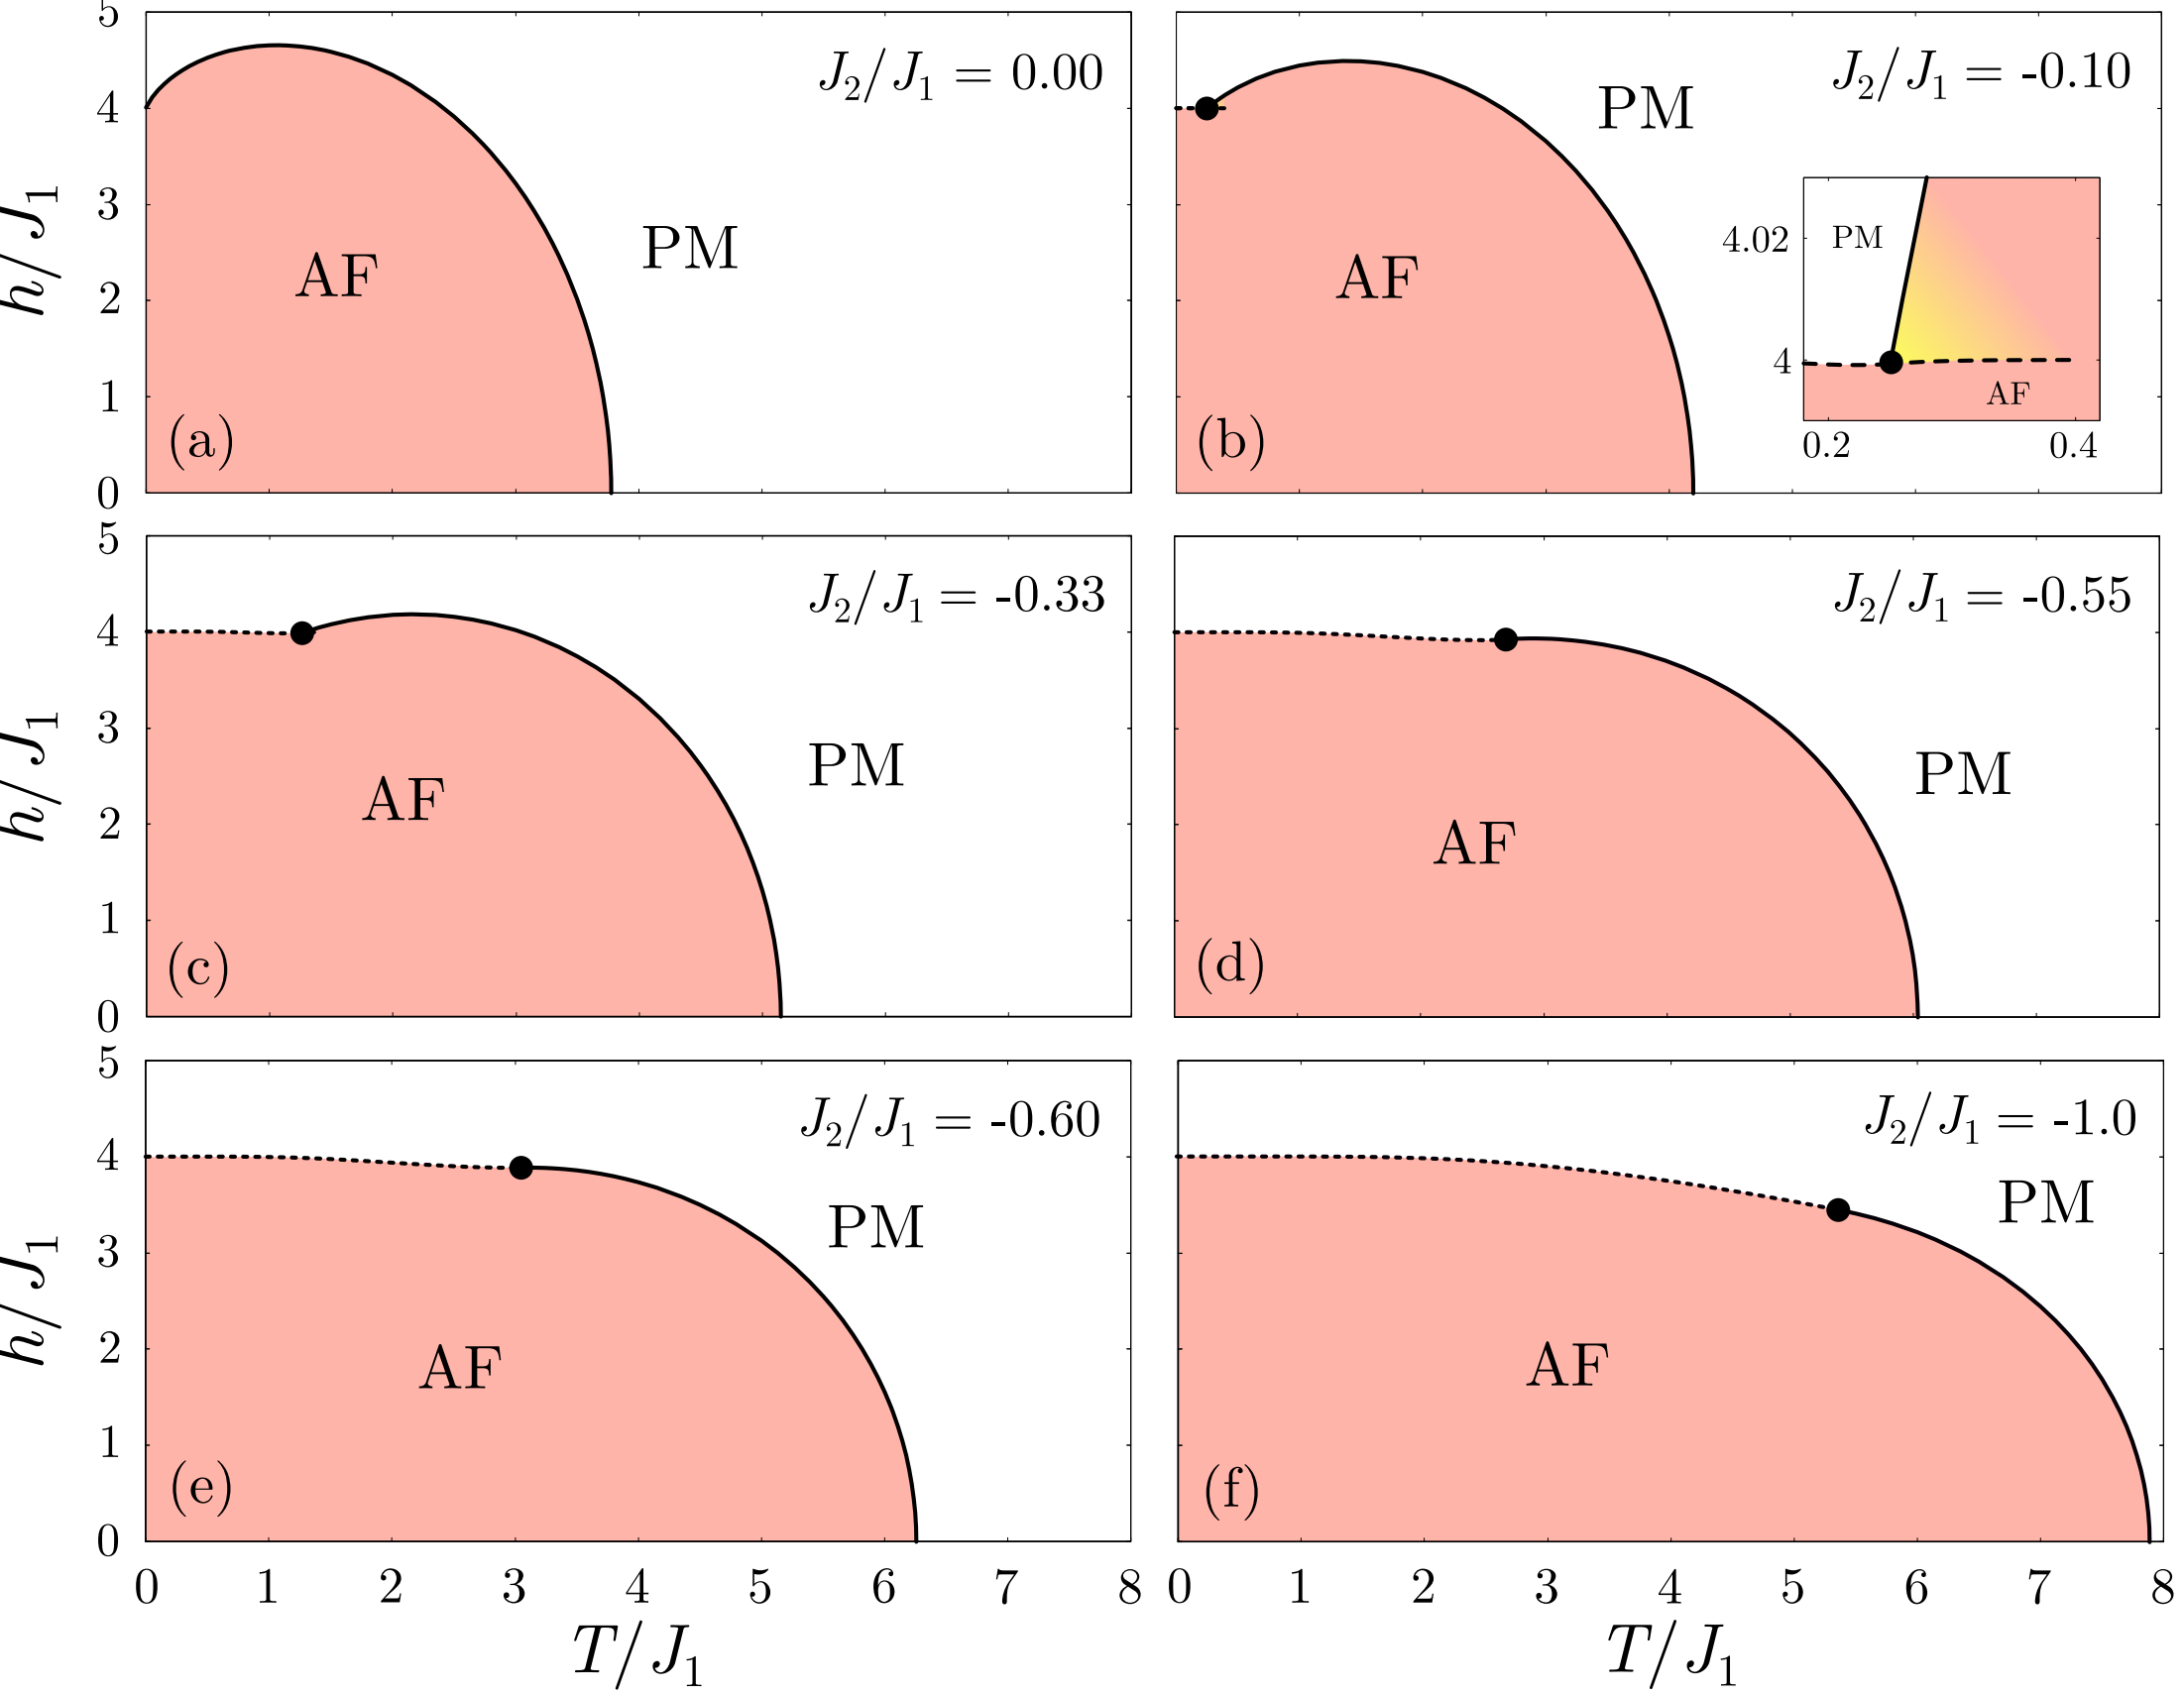 5
4
3
2
1
0
h/J1
J2/J1 = 0.00
AF
PM
(a)
J2/J1 = -0.10
PM
AF
(b)
4.02
4
PM
AF
0.2
0.4
5
4
3
2
1
0
h/J1
J2/J1 = -0.33
AF
PM
(c)
J2/J1 = -0.55
PM
AF
(d)
5
4
3
2
1
0
h/J1
J2/J1 = -0.60
PM
AF
(e)
J2/J1 = -1.0
PM
AF
(f)
0 1 2 3 4 5 6 7 8
0 1 2 3 4 5 6 7 8
T/J1
T/J1